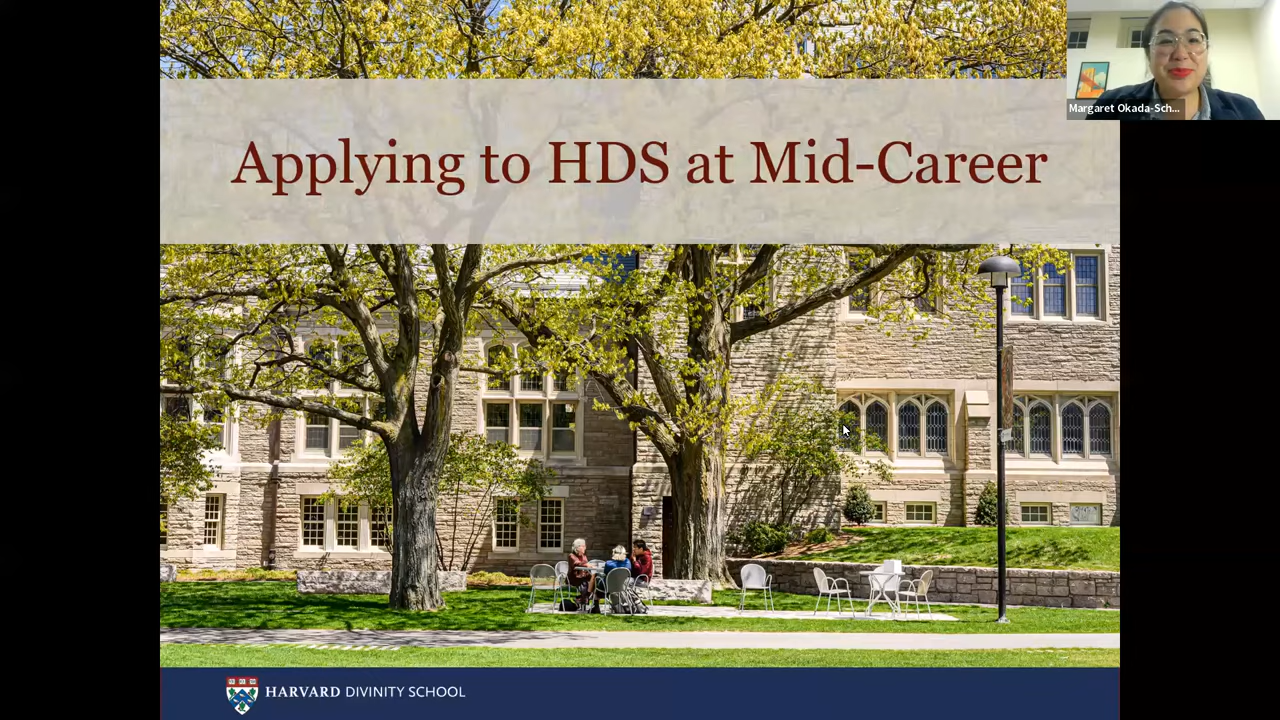 Applying to HDS at Mid-Career
Margaret Okada-Sch...
HARVARD DIVINITY SCHOOL